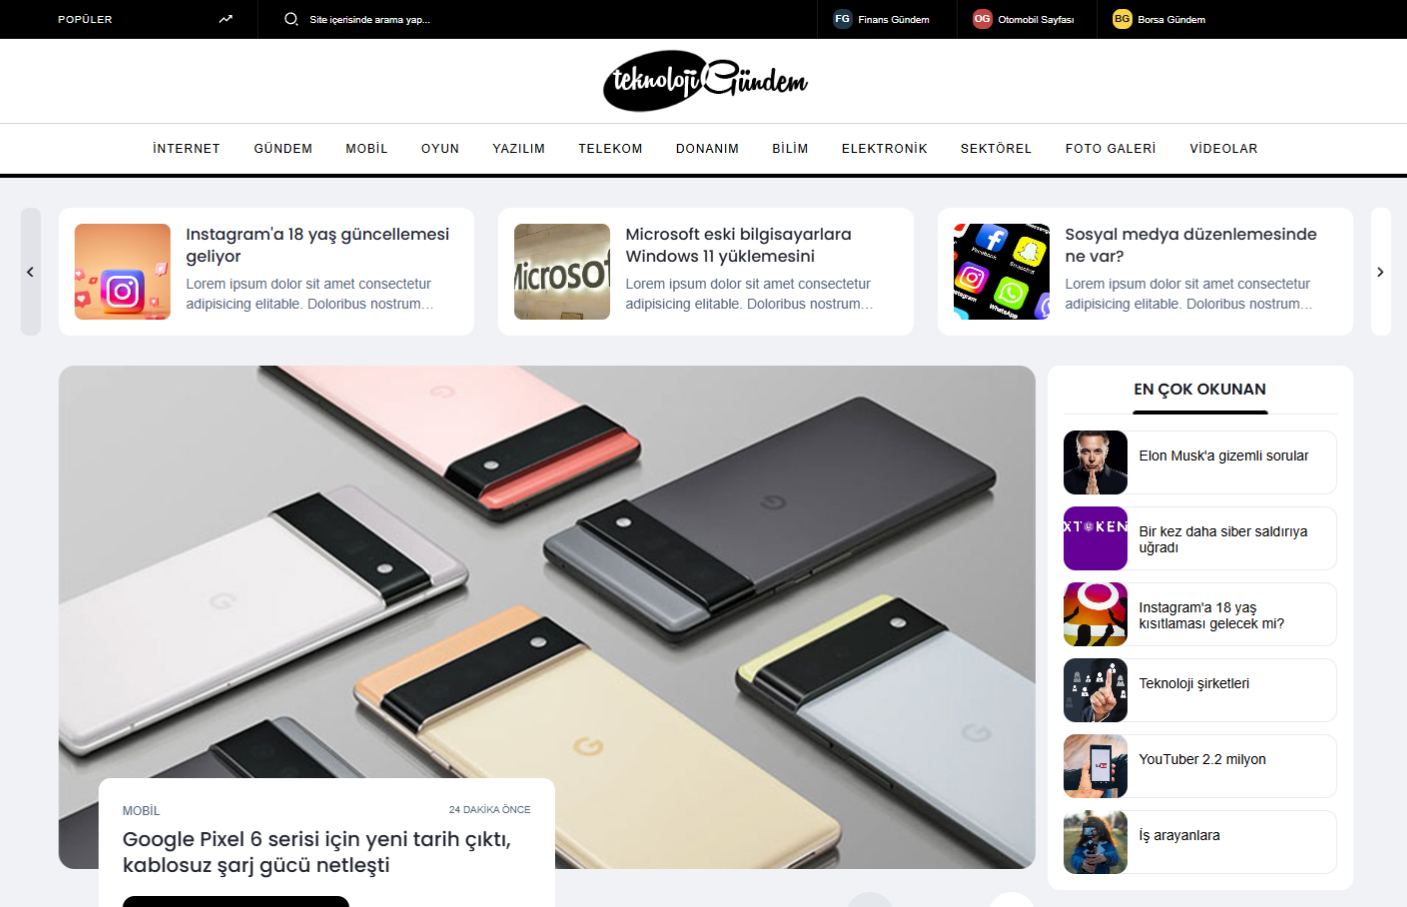 POPÜLER
Site içerisinde arama yap...
FG Finans Gündem
OG Otomobil Sayfası
BG Borsa Gündem
teknoloji Gündem
İNTERNET GÜNDEM MOBİL OYUN YAZILIM TELEKOM DONANIM BİLİM ELEKTRONİK SEKTÖREL FOTO GALERİ VİDEOLAR
Instagram'a 18 yaş güncellemesi
geliyor
Lorem ipsum dolor sit amet consectetur
adipisicing elitable. Doloribus nostrum...
Microsof
Microsoft eski bilgisayarlara
Windows 11 yüklemesini
Lorem ipsum dolor sit amet consectetur
adipisicing elitable. Doloribus nostrum...
Facebook
Snapchat
WhatsApp
Sosyal medya düzenlemesinde
ne var?
Lorem ipsum dolor sit amet consectetur
adipisicing elitable. Doloribus nostrum...
MOBİL
24 DAKİKA ÖNCE
Google Pixel 6 serisi için yeni tarih çıktı,
kablosuz şarj gücü netleşti
EN ÇOK OKUNAN
Elon Musk'a gizemli sorular
XTOKEN
Bir kez daha siber saldırıya
uğradı
Instagram'a 18 yaş
kısıtlaması gelecek mi?
Teknoloji şirketleri
YouTuber 2.2 milyon
İş arayanlara